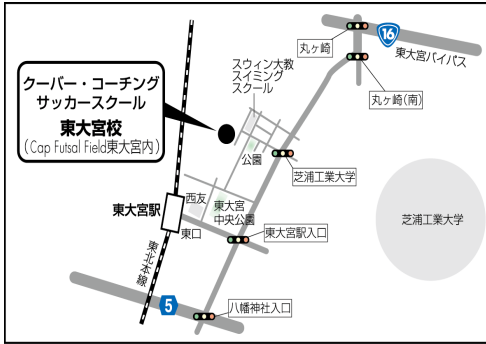 16
丸ヶ崎
東大宮バイパス
丸ヶ崎(南)
スウィン大教
スイミング
スクール
クーバー・コーチング
サッカースクール
東大宮校
(Cap Futsal Field東大宮内)
公園
芝浦工業大学
芝浦工業大学
西友
東大宮
中央公園
東大宮駅
東口
東大宮駅入口
東北本線
5
八幡神社入口